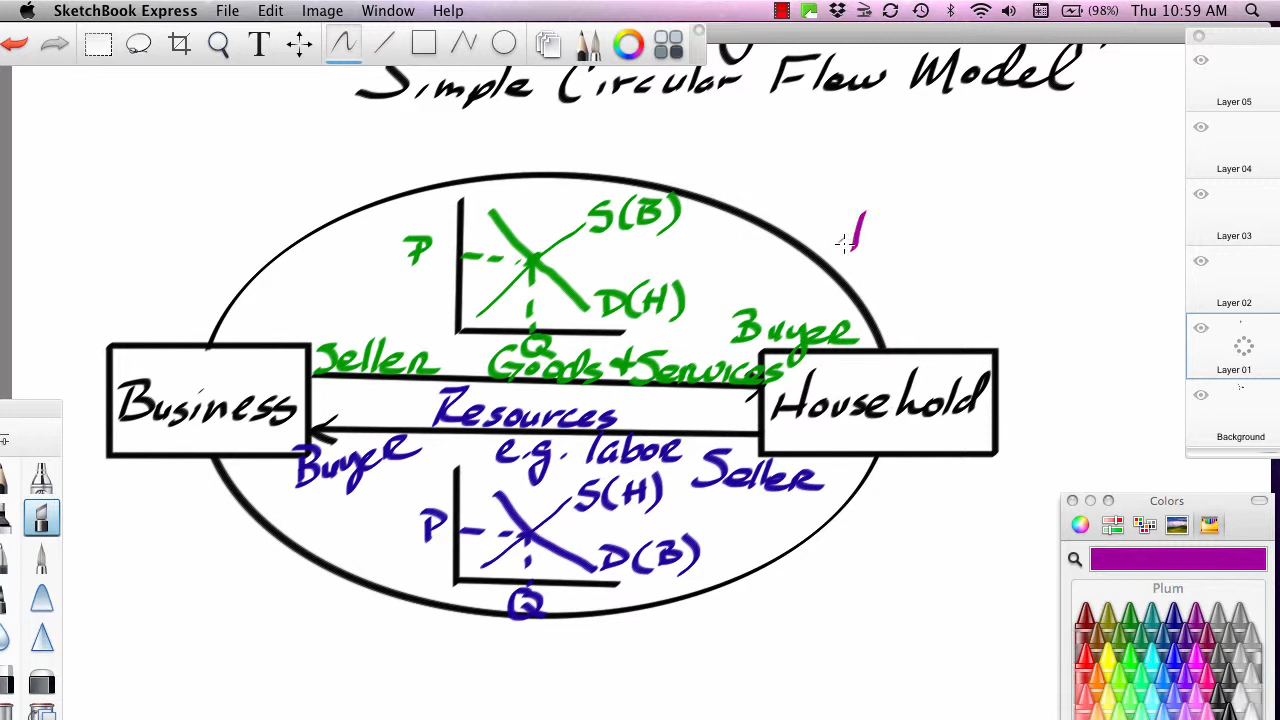 SketchBook Express File Edit Image Window Help (98%) Thu 10:59 AM
T
Simple Circular Flow Model
Layer 05
Layer 04
Layer 03
Layer 02
Layer 01
Background
S(B)
P
D(H)
Q
Buyer
Seller Goods + Services
Business
Household
Resources
e.g. labor
Buyer
Seller
S(H)
P
D(B)
Q
Colors
Plum